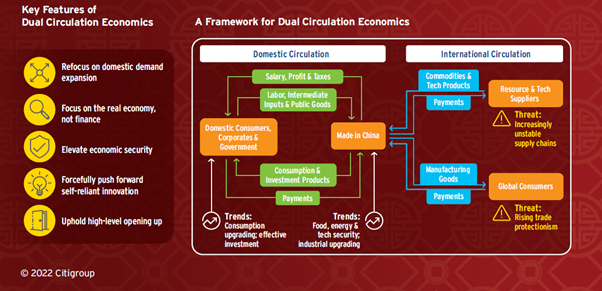 Key Features of
Dual Circulation Economics
Refocus on domestic demand
expansion
Focus on the real economy,
not finance
Elevate economic security
Forcefully push forward
self-reliant innovation
Uphold high-level opening up
© 2022 Citigroup
A Framework for Dual Circulation Economics
Domestic Circulation
Salary, Profit & Taxes
Labor, Intermediate
Inputs & Public Goods
Domestic Consumers,
Corporates &
Government
Made in China
Consumption &
Investment Products
Payments
Trends:
Consumption
upgrading; effective
investment
Trends:
Food, energy &
tech security;
industrial upgrading
International Circulation
Commodities &
Tech Products
Payments
Resource & Tech
Suppliers
Threat:
Increasingly
unstable
supply chains
Manufacturing
Goods
Payments
Global Consumers
Threat:
Rising trade
protectionism